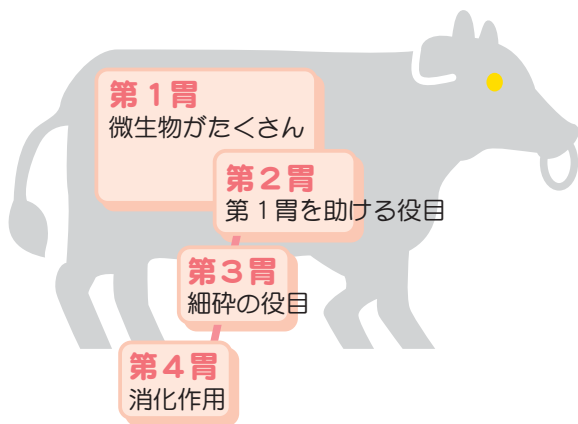 第1胃
微生物がたくさん
第2胃
第1胃を助ける役目
第3胃
細砕の役目
第4胃
消化作用